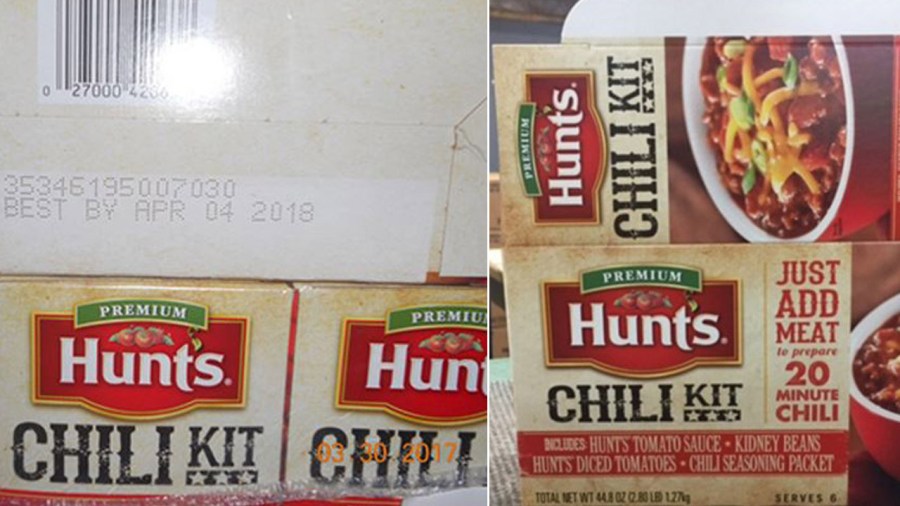 0 27000
35346195007030
BEST BY APR 04 2018
PREMIUM
Hunt's
CHILI KIT
PREMIU
Hun
CHILI
03 30 2017
PREMIUM
Hunt's
CHILI KIT
PREMIUM
Hunt's
CHILI KIT
JUST
ADD
MEAT
to prepare
20
MINUTE
CHILI
INCLUDES: HUNT'S TOMATO SAUCE • KIDNEY BEANS
HUNT'S DICED TOMATOES • CHILI SEASONING PACKET
TOTAL NET WT 44.8 OZ (2.80 LB) 1.27kg
SERVES 6